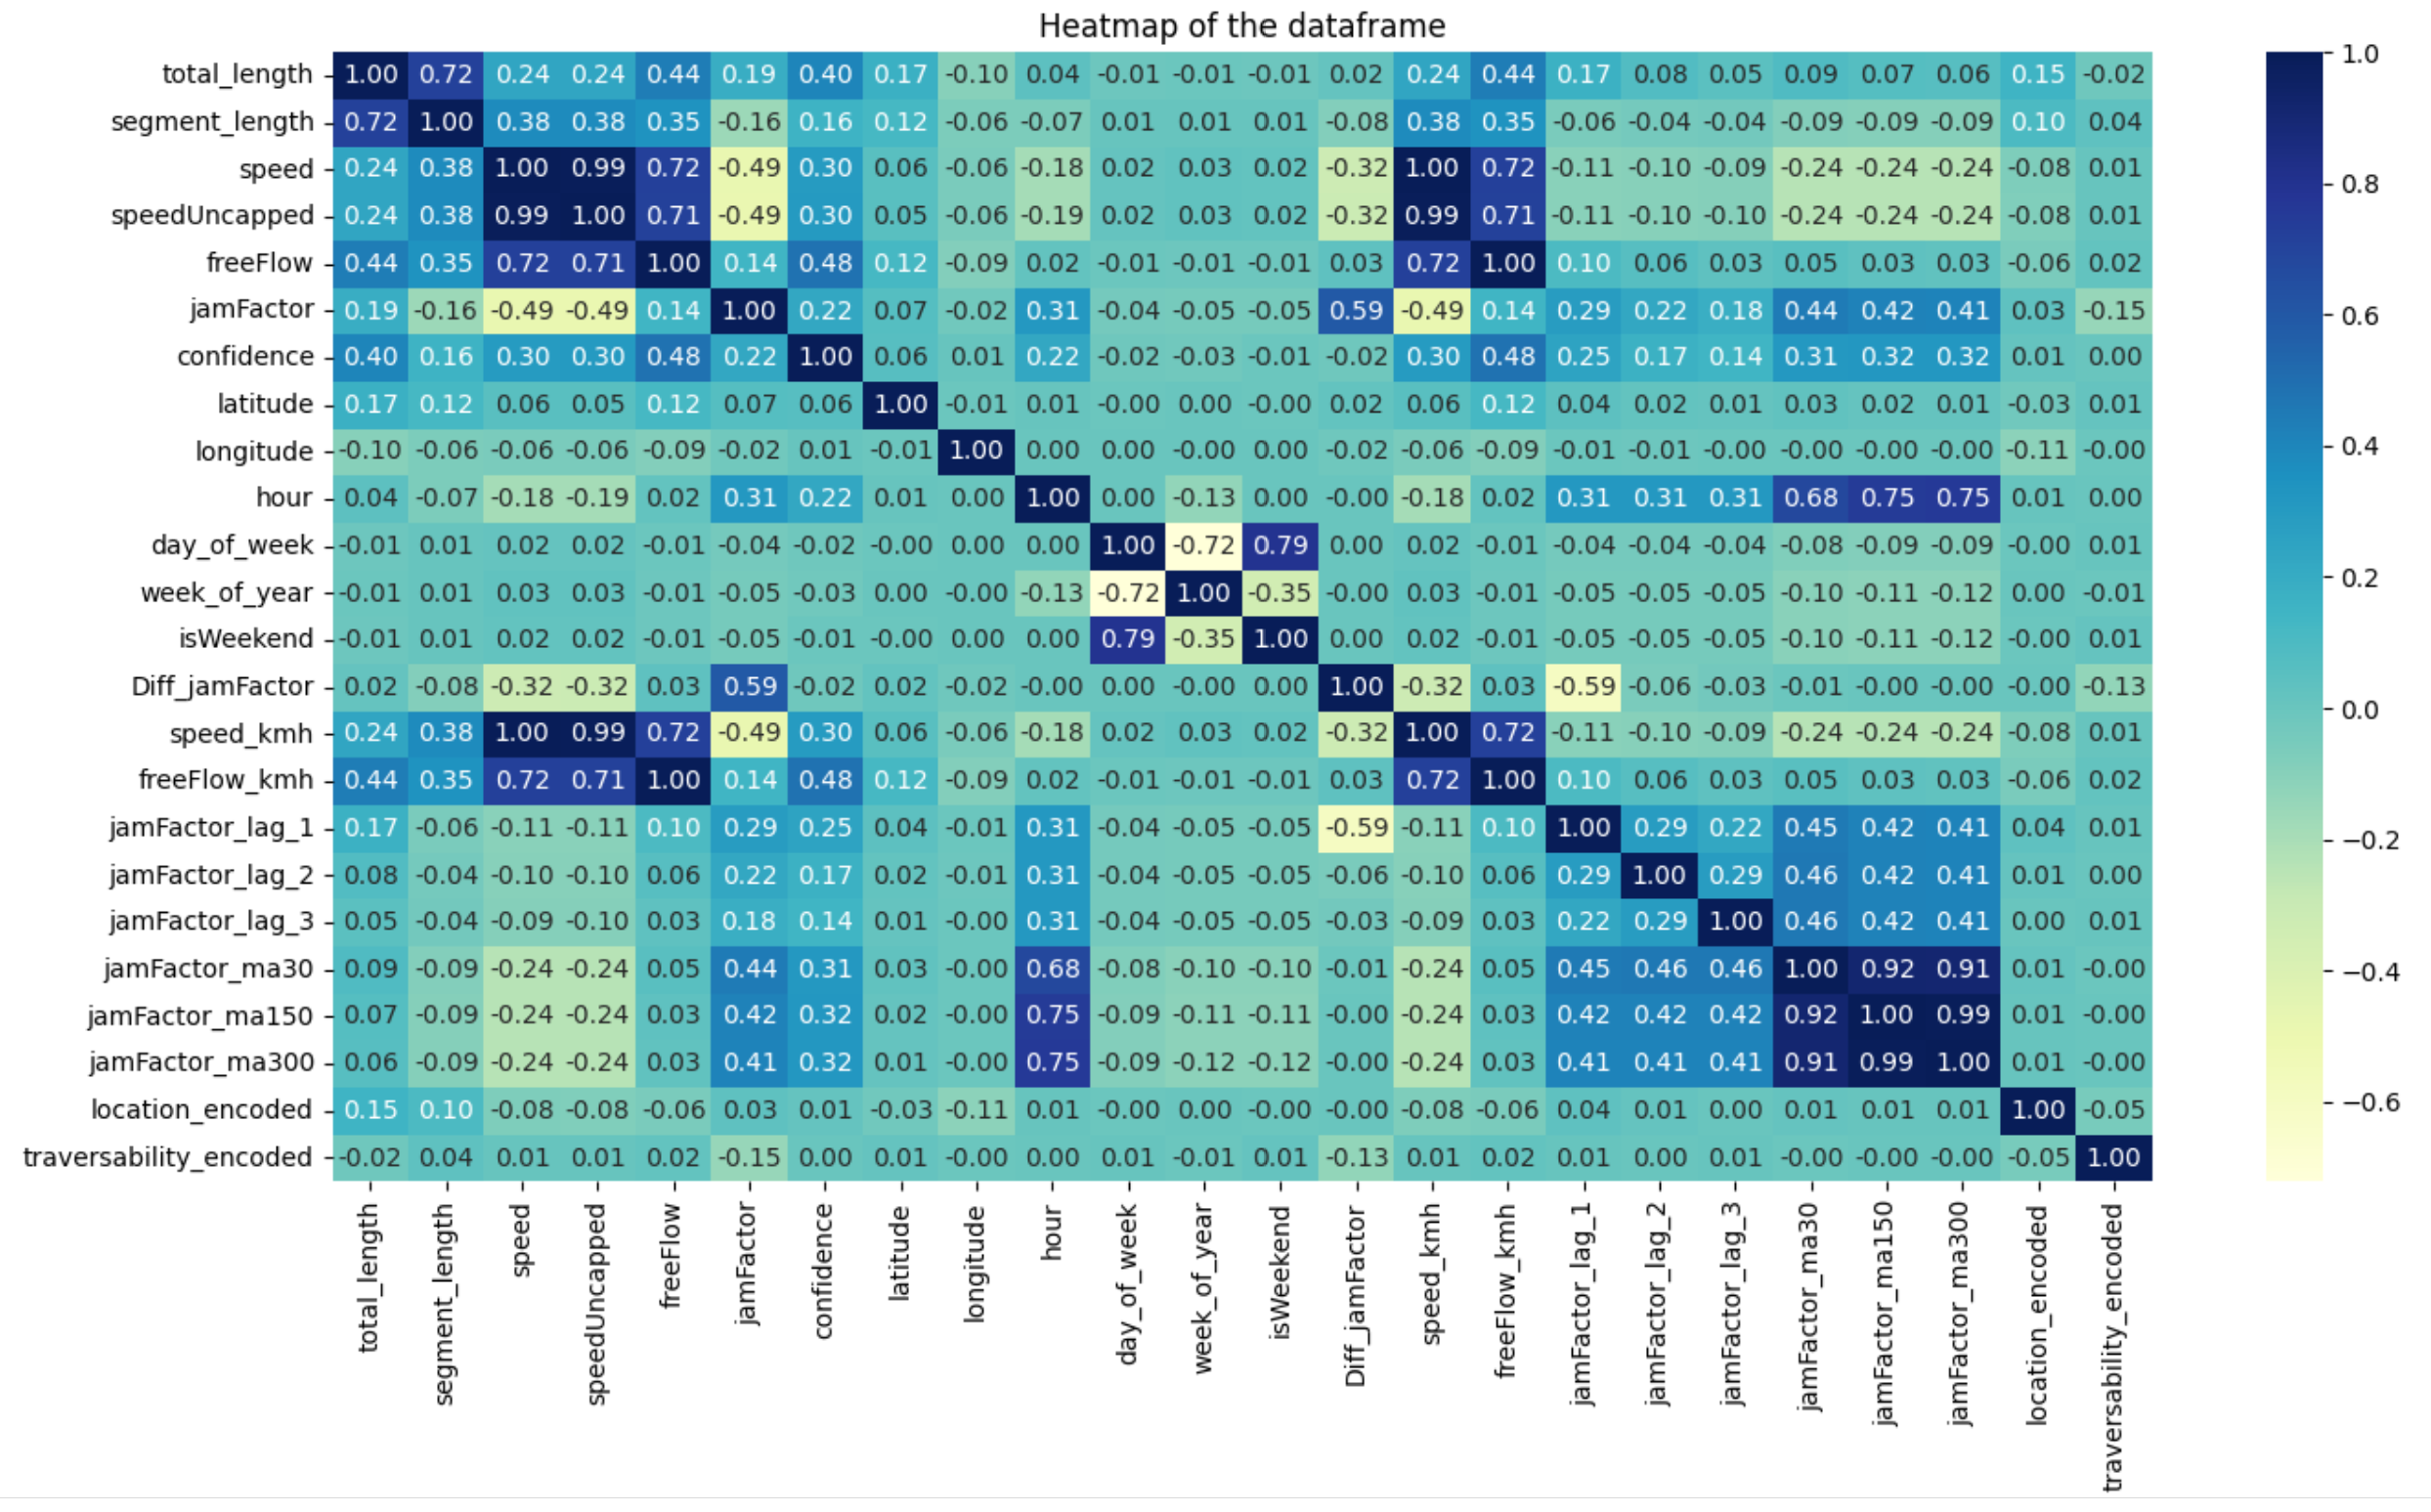 Heatmap of the dataframe
total_length 1.00 0.72 0.24 0.24 0.44 0.19 0.40 0.17 -0.10 0.04 -0.01 -0.01 -0.01 0.02 0.24 0.44 0.17 0.08 0.05 0.09 0.07 0.06 0.15 -0.02
segment_length 0.72 1.00 0.38 0.38 0.35 -0.16 0.16 0.12 -0.06 -0.07 0.01 0.01 0.01 -0.08 0.38 0.35 -0.06 -0.04 -0.04 -0.09 -0.09 -0.09 0.10 0.04
speed 0.24 0.38 1.00 0.99 0.72 -0.49 0.30 0.06 -0.06 -0.18 0.02 0.03 0.02 -0.32 1.00 0.72 -0.11 -0.10 -0.09 -0.24 -0.24 -0.24 -0.08 0.01
speedUncapped 0.24 0.38 0.99 1.00 0.71 -0.49 0.30 0.05 -0.06 -0.19 0.02 0.03 0.02 -0.32 0.99 0.71 -0.11 -0.10 -0.10 -0.24 -0.24 -0.24 -0.08 0.01
freeFlow 0.44 0.35 0.72 0.71 1.00 0.14 0.48 0.12 -0.09 0.02 -0.01 -0.01 -0.01 0.03 0.72 1.00 0.10 0.06 0.03 0.05 0.03 0.03 -0.06 0.02
jamFactor 0.19 -0.16 -0.49 -0.49 0.14 1.00 0.22 0.07 -0.02 0.31 -0.04 -0.05 -0.05 0.59 -0.49 0.14 0.29 0.22 0.18 0.44 0.42 0.41 0.03 -0.15
confidence 0.40 0.16 0.30 0.30 0.48 0.22 1.00 0.06 0.01 0.22 -0.02 -0.03 -0.01 -0.02 0.30 0.48 0.25 0.17 0.14 0.31 0.32 0.32 0.01 0.00
latitude 0.17 0.12 0.06 0.05 0.12 0.07 0.06 1.00 -0.01 0.01 -0.00 0.00 -0.00 0.02 0.06 0.12 0.04 0.02 0.01 0.03 0.02 0.01 -0.03 0.01
longitude -0.10 -0.06 -0.06 -0.06 -0.09 -0.02 0.01 -0.01 1.00 0.00 0.00 -0.00 0.00 -0.02 -0.06 -0.09 -0.01 -0.01 -0.00 -0.00 -0.00 -0.00 -0.11 -0.00
hour 0.04 -0.07 -0.18 -0.19 0.02 0.31 0.22 0.01 0.00 1.00 0.00 -0.13 0.00 -0.00 -0.18 0.02 0.31 0.31 0.31 0.68 0.75 0.75 0.01 0.00
day_of_week -0.01 0.01 0.02 0.02 -0.01 -0.04 -0.02 -0.00 0.00 0.00 1.00 -0.72 0.79 0.00 0.02 -0.01 -0.04 -0.04 -0.04 -0.08 -0.09 -0.09 -0.00 0.01
week_of_year -0.01 0.01 0.03 0.03 -0.01 -0.05 -0.03 0.00 -0.00 -0.13 -0.72 1.00 -0.35 -0.00 0.03 -0.01 -0.05 -0.05 -0.05 -0.10 -0.11 -0.12 0.00 -0.01
isWeekend -0.01 0.01 0.02 0.02 -0.01 -0.05 -0.01 -0.00 0.00 0.00 0.79 -0.35 1.00 0.00 0.02 -0.01 -0.05 -0.05 -0.05 -0.10 -0.11 -0.12 -0.00 0.01
Diff_jamFactor 0.02 -0.08 -0.32 -0.32 0.03 0.59 -0.02 0.02 -0.02 -0.00 0.00 -0.00 0.00 1.00 -0.32 0.03 -0.59 -0.06 -0.03 -0.01 -0.00 -0.00 -0.00 -0.13
speed_kmh 0.24 0.38 1.00 0.99 0.72 -0.49 0.30 0.06 -0.06 -0.18 0.02 0.03 0.02 -0.32 1.00 0.72 -0.11 -0.10 -0.09 -0.24 -0.24 -0.24 -0.08 0.01
freeFlow_kmh 0.44 0.35 0.72 0.71 1.00 0.14 0.48 0.12 -0.09 0.02 -0.01 -0.01 -0.01 0.03 0.72 1.00 0.10 0.06 0.03 0.05 0.03 0.03 -0.06 0.02
jamFactor_lag_1 0.17 -0.06 -0.11 -0.11 0.10 0.29 0.25 0.04 -0.01 0.31 -0.04 -0.05 -0.05 -0.59 -0.11 0.10 1.00 0.29 0.22 0.45 0.42 0.41 0.04 0.01
jamFactor_lag_2 0.08 -0.04 -0.10 -0.10 0.06 0.22 0.17 0.02 -0.01 0.31 -0.04 -0.05 -0.05 -0.06 -0.10 0.06 0.29 1.00 0.29 0.46 0.42 0.41 0.01 0.00
jamFactor_lag_3 0.05 -0.04 -0.09 -0.10 0.03 0.18 0.14 0.01 -0.00 0.31 -0.04 -0.05 -0.05 -0.03 -0.09 0.03 0.22 0.29 1.00 0.46 0.42 0.41 0.00 0.01
jamFactor_ma30 0.09 -0.09 -0.24 -0.24 0.05 0.44 0.31 0.03 -0.00 0.68 -0.08 -0.10 -0.10 -0.01 -0.24 0.05 0.45 0.46 0.46 1.00 0.92 0.91 0.01 -0.00
jamFactor_ma150 0.07 -0.09 -0.24 -0.24 0.03 0.42 0.32 0.02 -0.00 0.75 -0.09 -0.11 -0.11 -0.00 -0.24 0.03 0.42 0.42 0.42 0.92 1.00 0.99 0.01 -0.00
jamFactor_ma300 0.06 -0.09 -0.24 -0.24 0.03 0.41 0.32 0.01 -0.00 0.75 -0.09 -0.12 -0.12 -0.00 -0.24 0.03 0.41 0.41 0.41 0.91 0.99 1.00 0.01 -0.00
location_encoded 0.15 0.10 -0.08 -0.08 -0.06 0.03 0.01 -0.03 -0.11 0.01 -0.00 0.00 -0.00 -0.00 -0.08 -0.06 0.04 0.01 0.00 0.01 0.01 0.01 1.00 -0.05
traversability_encoded -0.02 0.04 0.01 0.01 0.02 -0.15 0.00 0.01 -0.00 0.00 0.01 -0.01 0.01 -0.13 0.01 0.02 0.01 0.00 0.01 -0.00 -0.00 -0.00 -0.05 1.00
total_length
segment_length
speed
speedUncapped
freeFlow
jamFactor
confidence
latitude
longitude
hour
day_of_week
week_of_year
isWeekend
Diff_jamFactor
speed_kmh
freeFlow_kmh
jamFactor_lag_1
jamFactor_lag_2
jamFactor_lag_3
jamFactor_ma30
jamFactor_ma150
jamFactor_ma300
location_encoded
traversability_encoded
1.0
0.8
0.6
0.4
0.2
0.0
−0.2
−0.4
−0.6